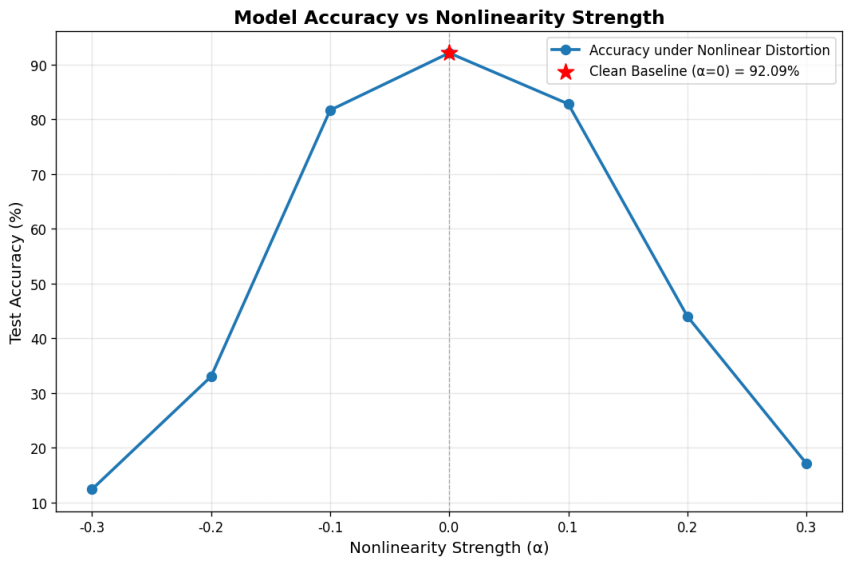 Model Accuracy vs Nonlinearity Strength
Accuracy under Nonlinear Distortion
Clean Baseline (α=0) = 92.09%
Test Accuracy (%)
90
80
70
60
50
40
30
20
10
-0.3 -0.2 -0.1 0.0 0.1 0.2 0.3
Nonlinearity Strength (α)